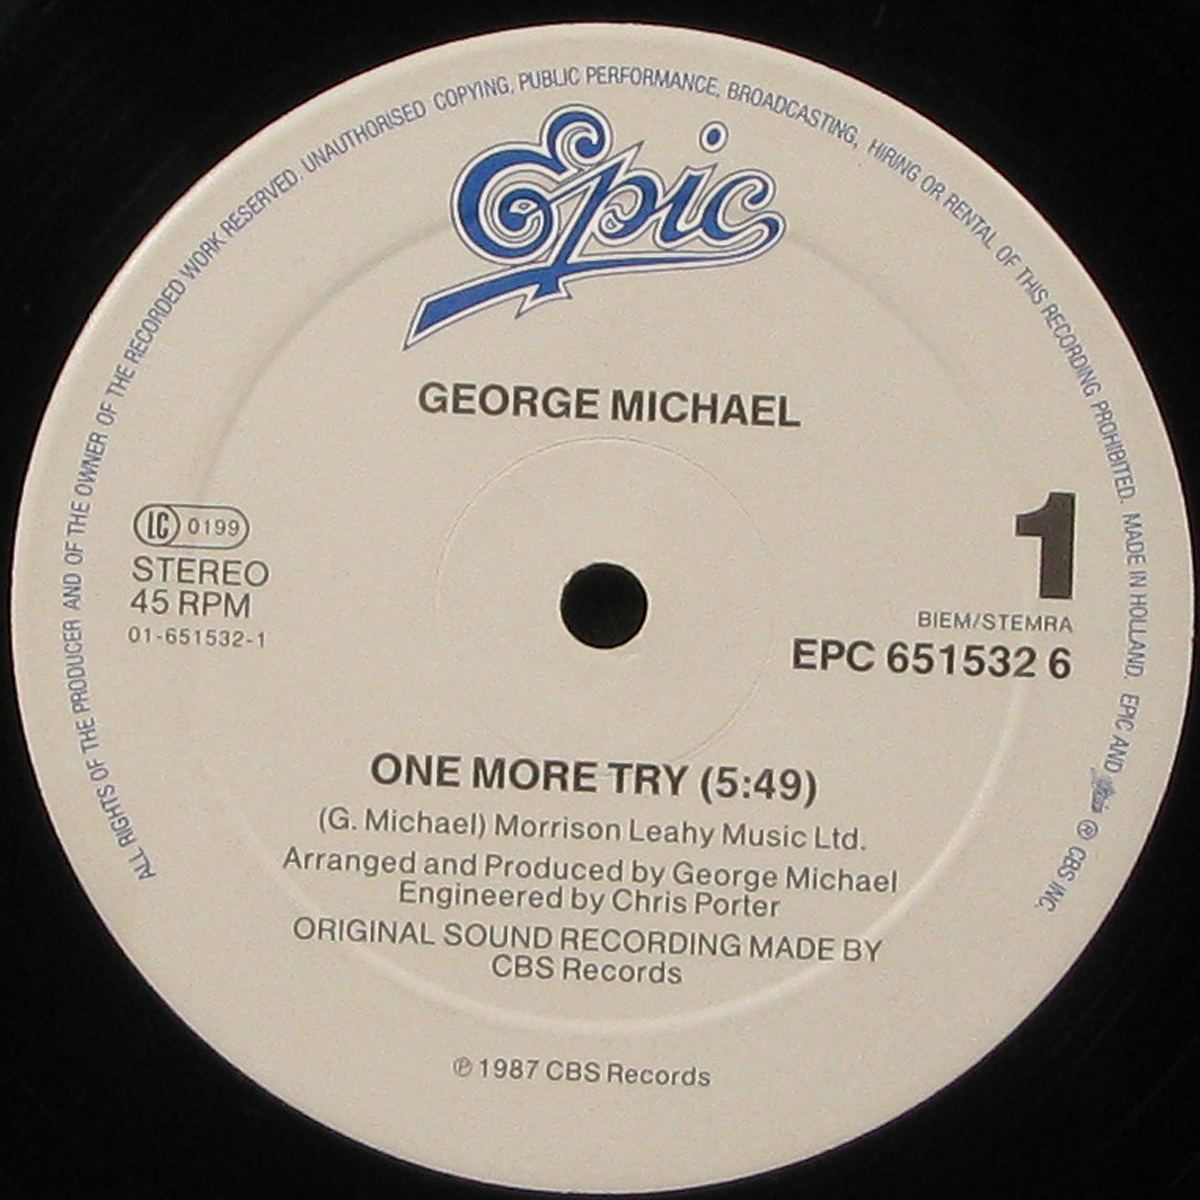 ALL RIGHTS OF THE PRODUCER AND OF THE OWNER OF THE RECORDED WORK RESERVED. UNAUTHORISED COPYING, PUBLIC PERFORMANCE, BROADCASTING, HIRING OR RENTAL OF THIS RECORDING PROHIBITED. MADE IN HOLLAND. EPIC AND Epic ® CBS INC.
Epic
GEORGE MICHAEL
LC 0199
STEREO
45 RPM
01-651532-1
1
BIEM/STEMRA
EPC 651532 6
ONE MORE TRY (5:49)
(G. Michael) Morrison Leahy Music Ltd.
Arranged and Produced by George Michael
Engineered by Chris Porter
ORIGINAL SOUND RECORDING MADE BY
CBS Records
℗ 1987 CBS Records